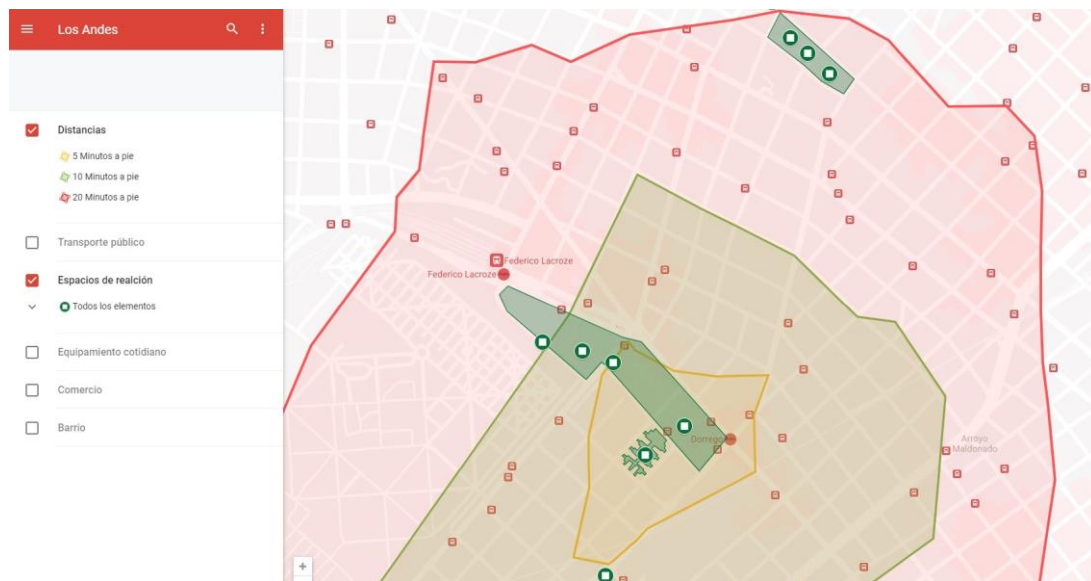 Los Andes
Distancias
5 Minutos a pie
10 Minutos a pie
20 Minutos a pie
Transporte público
Espacios de realción
Todos los elementos
Equipamiento cotidiano
Comercio
Barrio
Federico Lacroze
Federico Lacroze
Dorrego
Arroyo
Maldonado